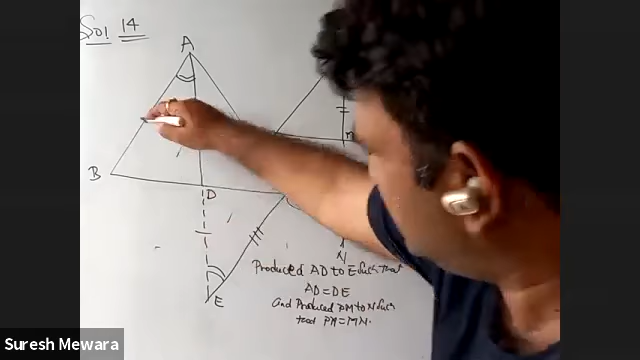 Sol 14
A
B
D
E
m
N
Produced AD to E such that
AD = DE
And Produced PM to N such
that PM = MN.
Suresh Mewara